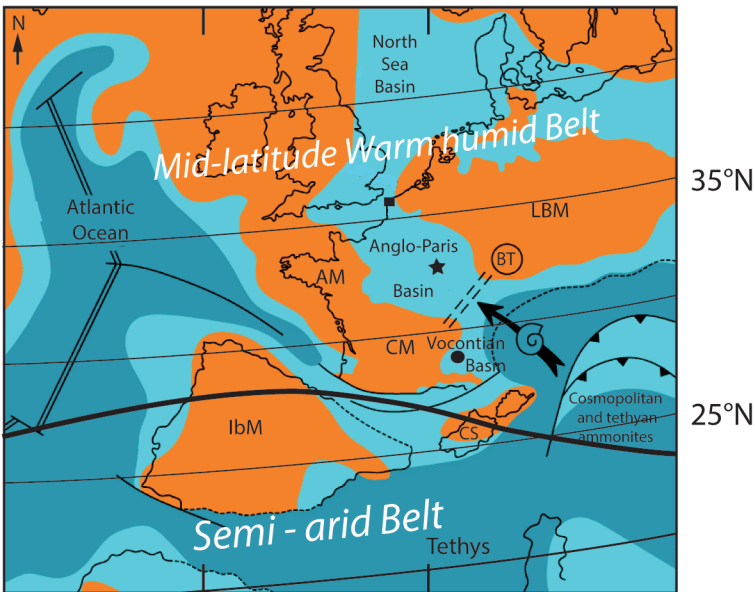 N
North
Sea
Basin
Mid-latitude Warm humid Belt
35°N
LBM
Atlantic
Ocean
Anglo-Paris
Basin
BT
AM
CM
Vocontian
Basin
Cosmopolitan
and tethyan
ammonites
25°N
IbM
CS
Semi - arid Belt
Tethys